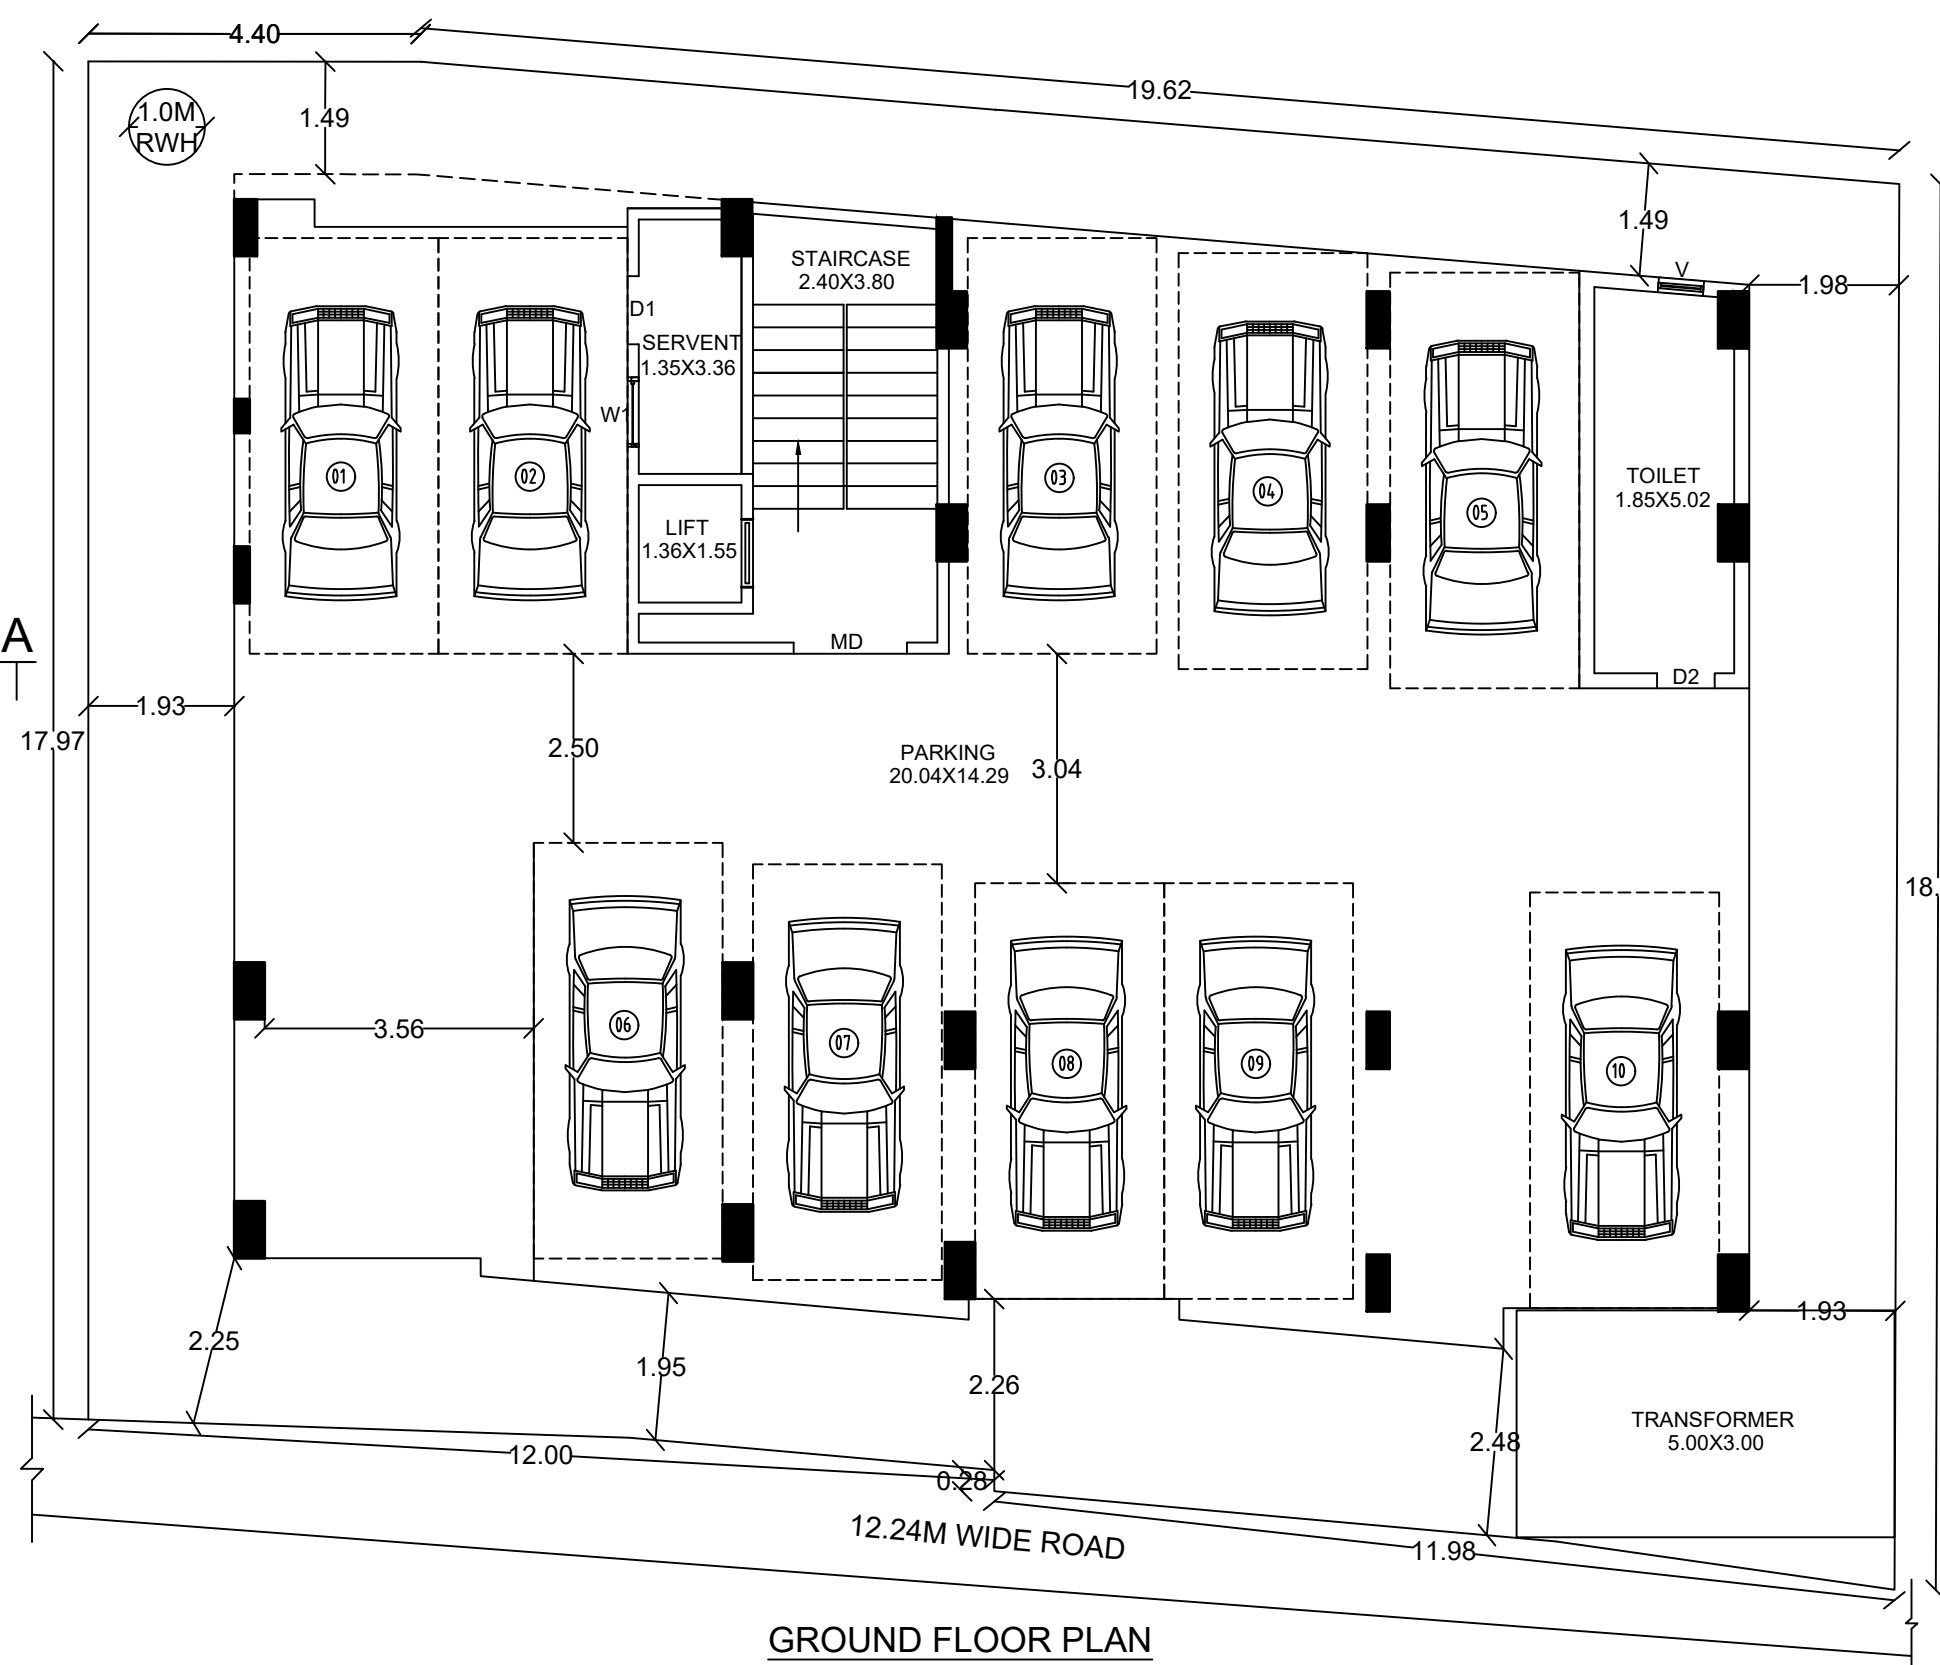 4.40
19.62
1.0M
RWH
1.49
1.49
V
1.98
STAIRCASE
2.40X3.80
D1
SERVENT
1.35X3.36
W1
01
02
03
04
05
TOILET
1.85X5.02
LIFT
1.36X1.55
A
MD
D2
1.93
17.97
2.50
PARKING
20.04X14.29
3.04
18.
3.56
06
07
08
09
10
1.93
2.25
1.95
2.26
2.48
TRANSFORMER
5.00X3.00
12.00
0.28
12.24M WIDE ROAD
11.98
GROUND FLOOR PLAN